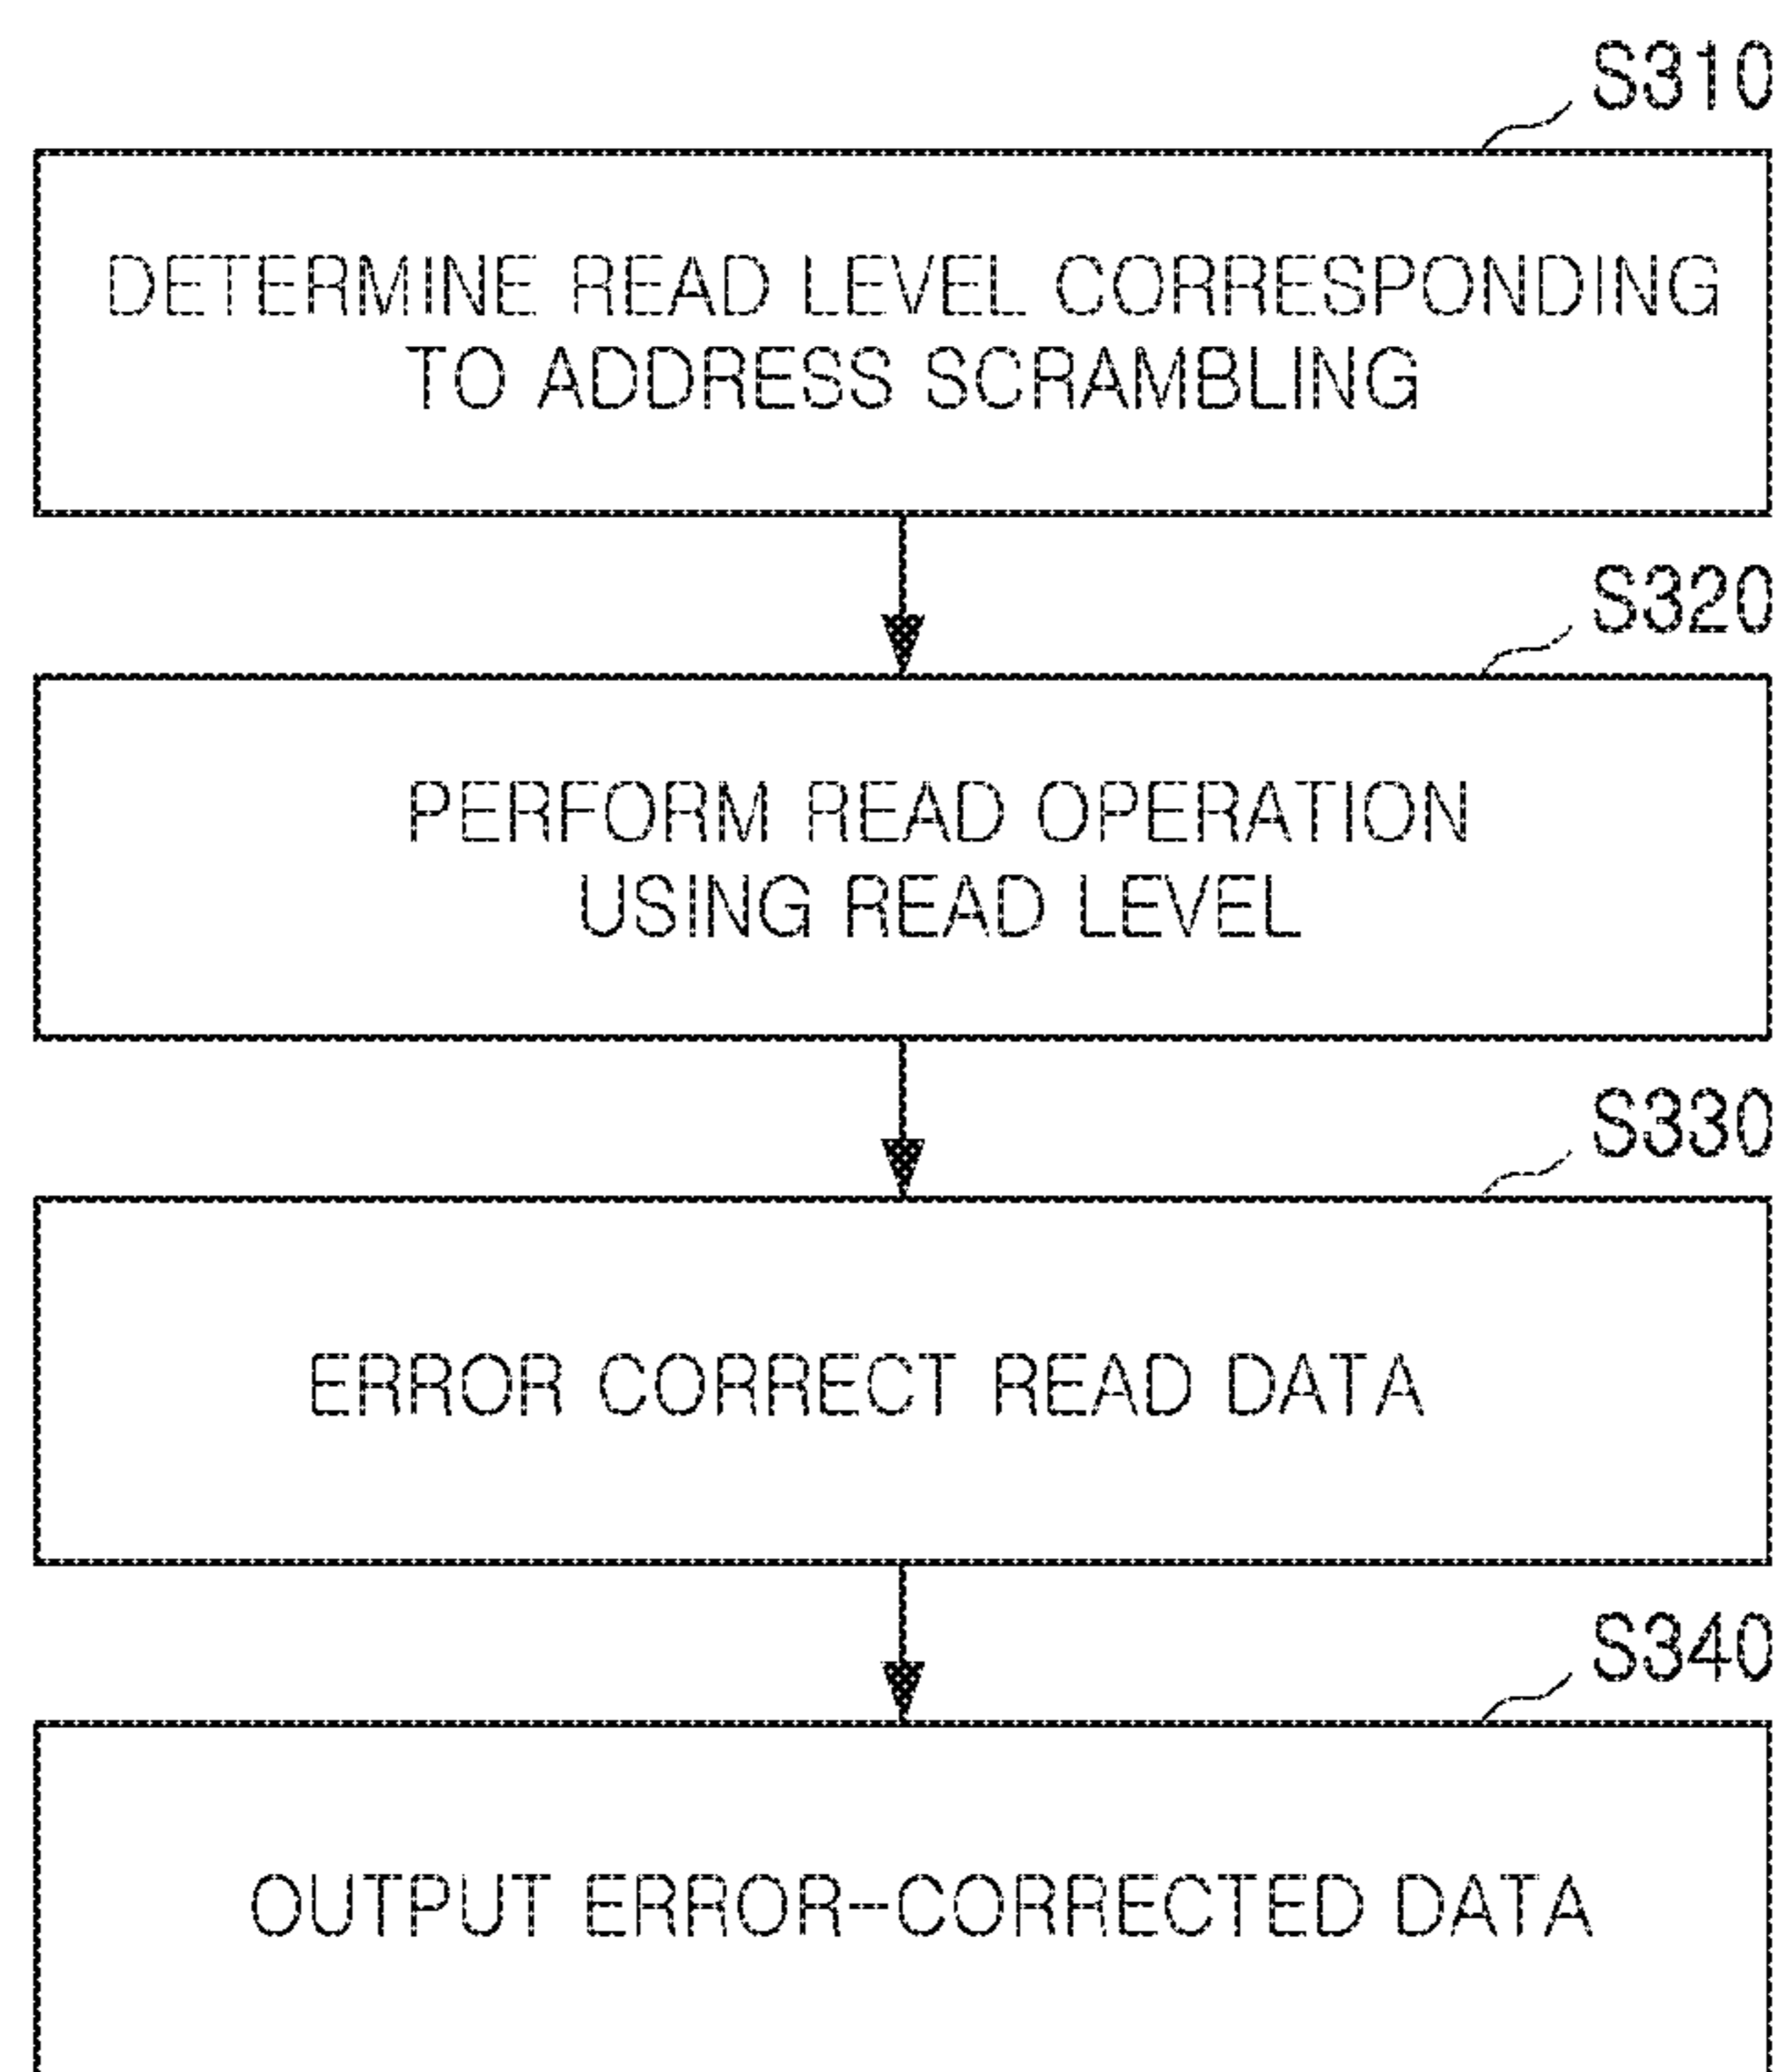 S310
DETERMINE READ LEVEL CORRESPONDING
TO ADDRESS SCRAMBLING
S320
PERFORM READ OPERATION
USING READ LEVEL
S330
ERROR CORRECT READ DATA
S340
OUTPUT ERROR-CORRECTED DATA